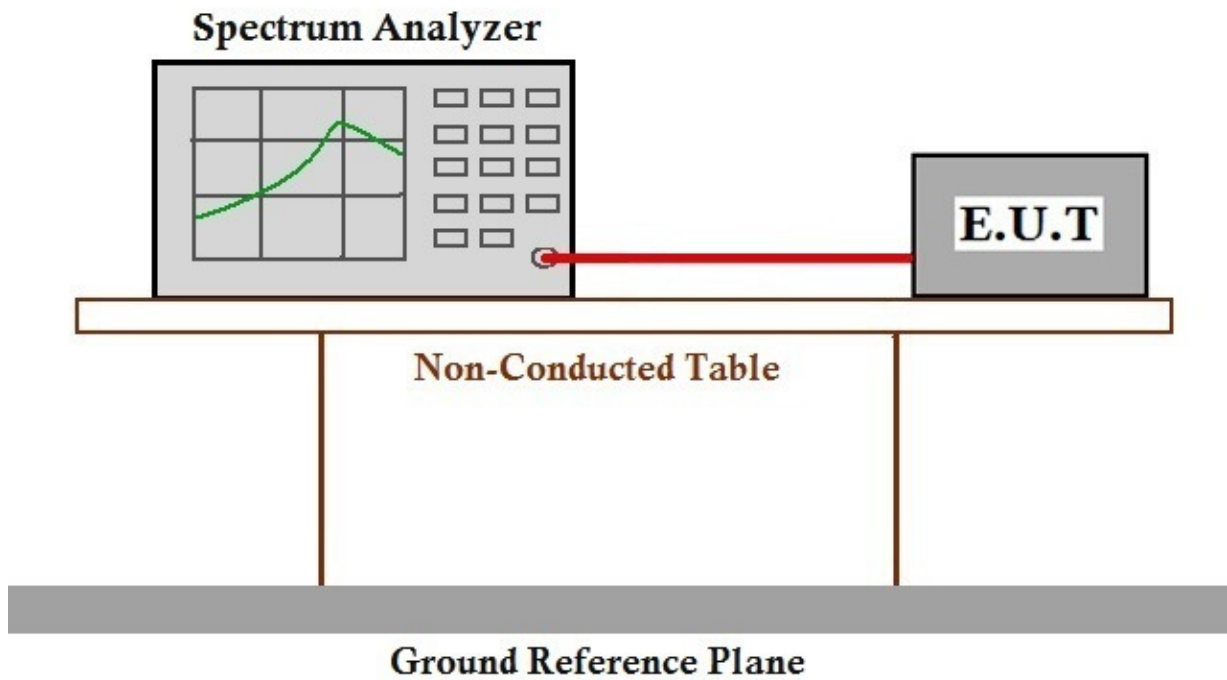 Spectrum Analyzer
E.U.T
Non-Conducted Table
Ground Reference Plane